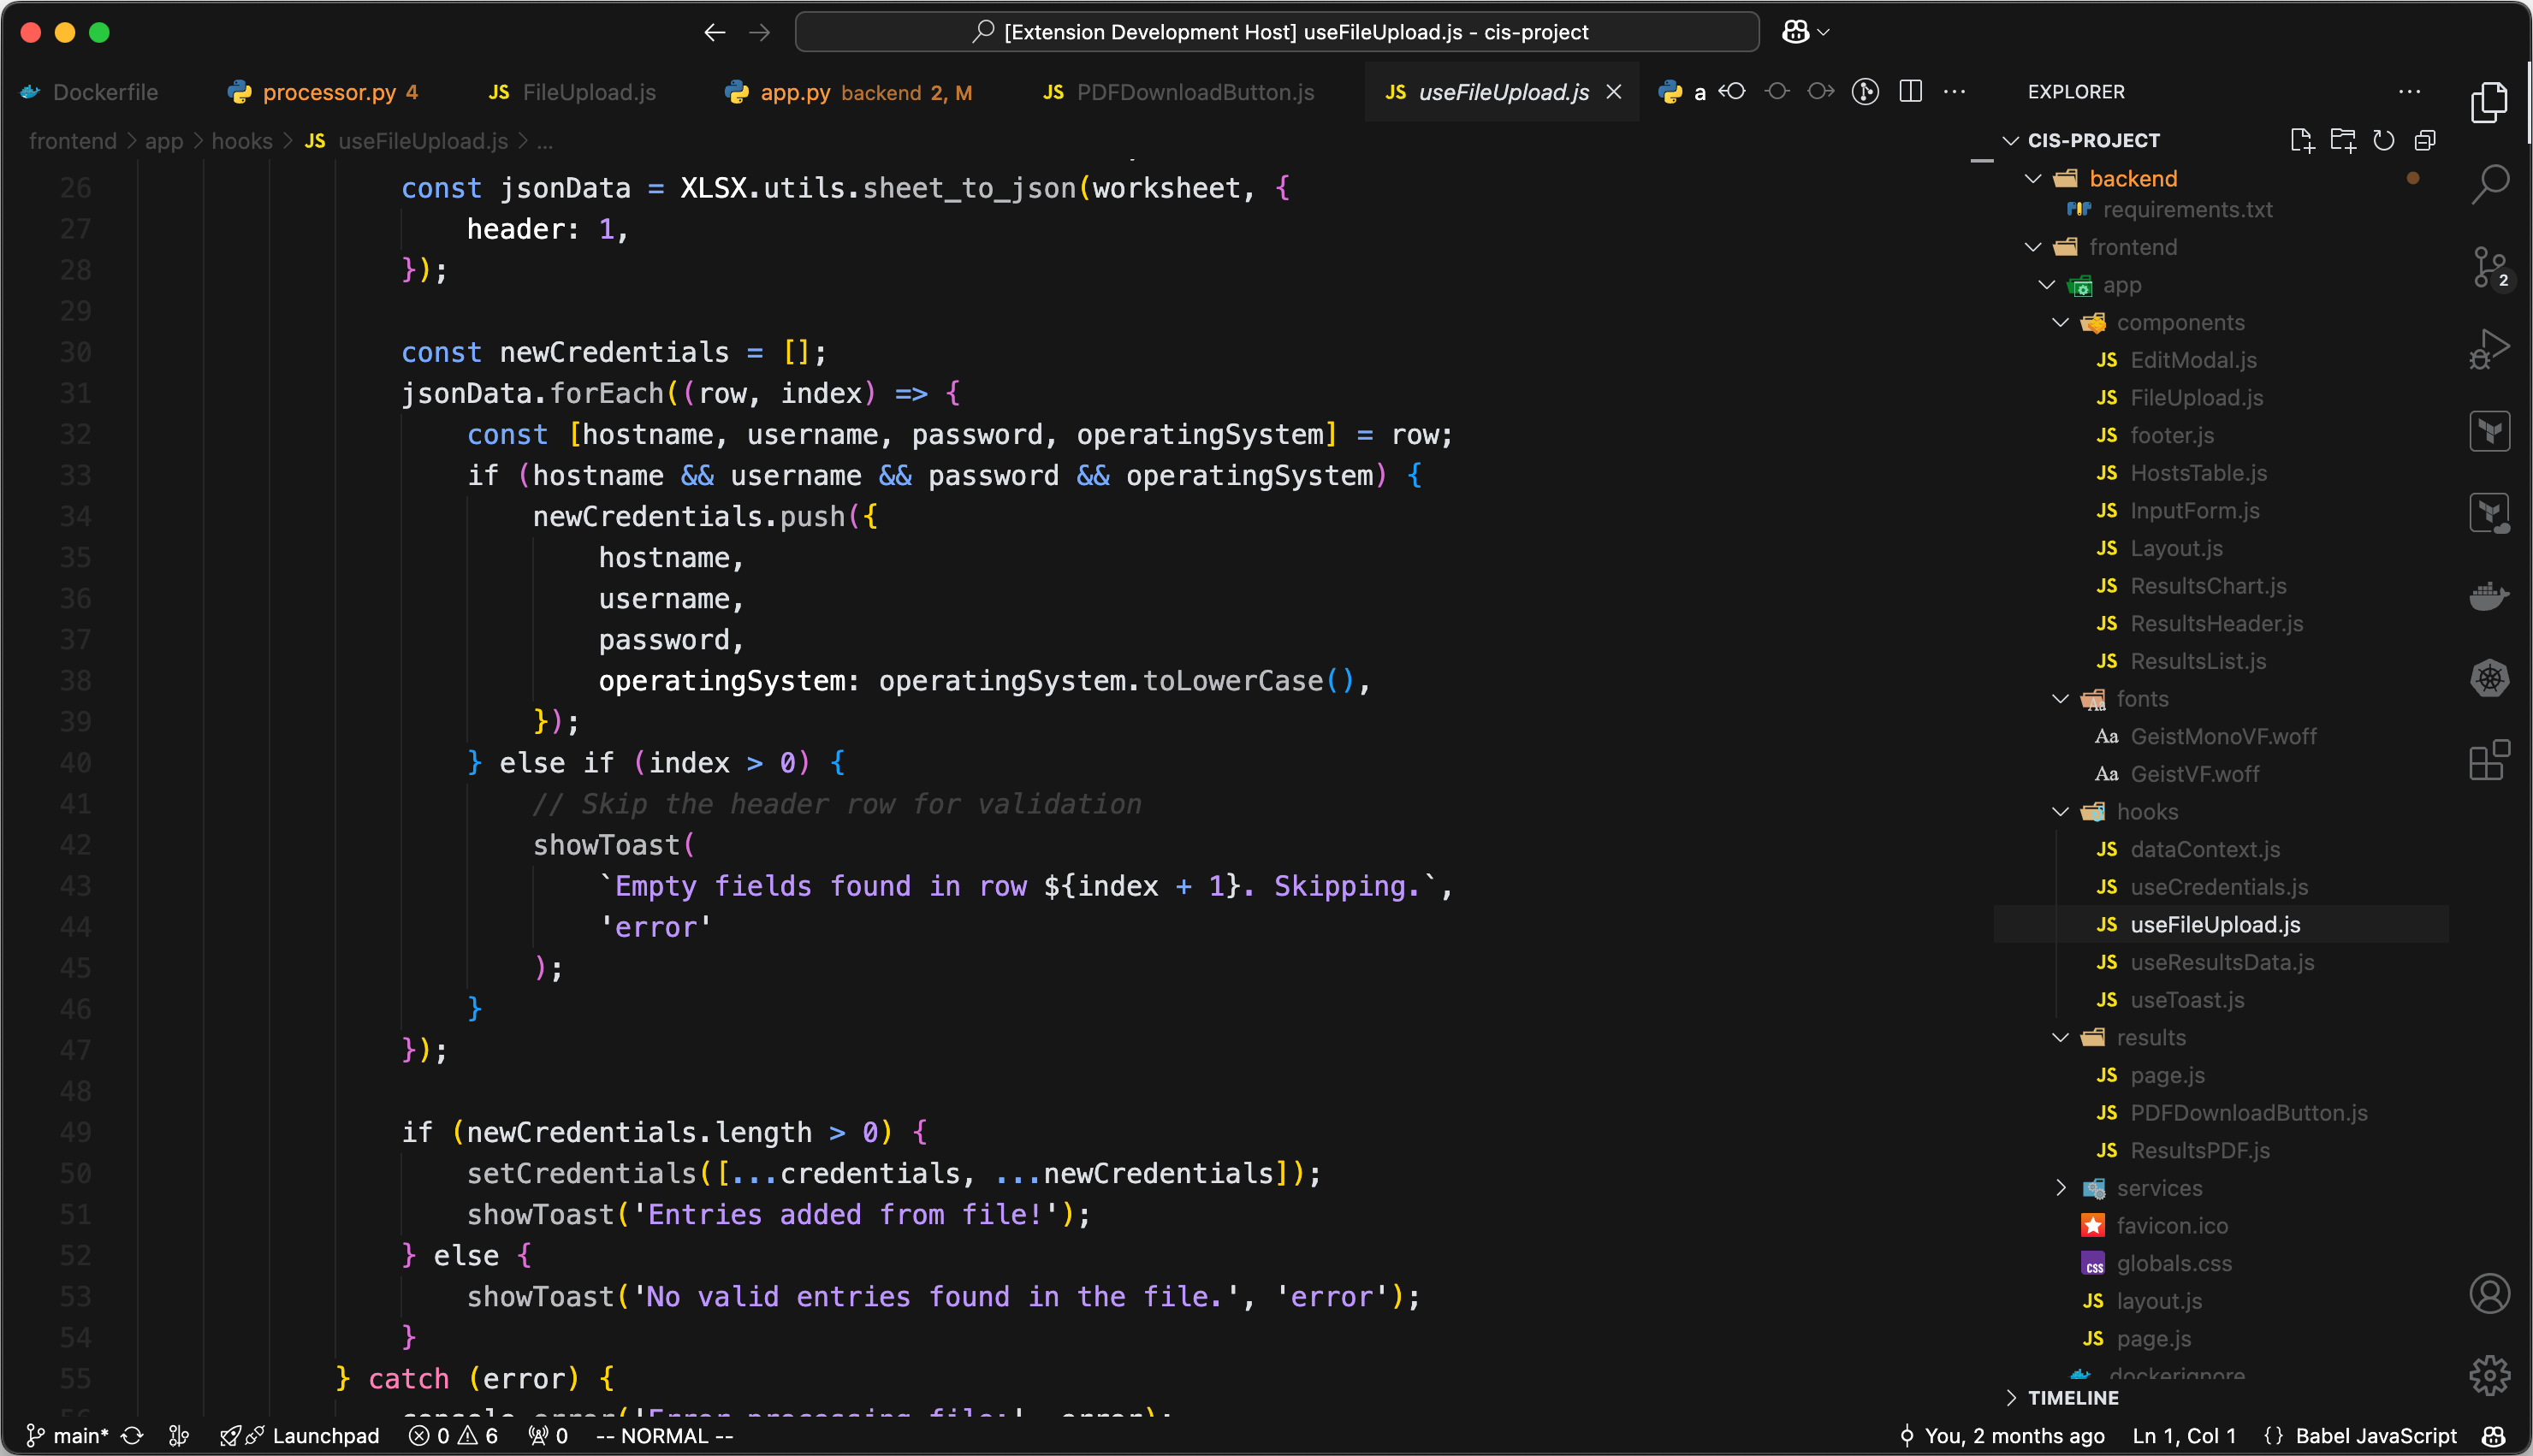 [Extension Development Host] useFileUpload.js - cis-project
Dockerfile
processor.py 4
JS FileUpload.js
app.py backend 2, M
JS PDFDownloadButton.js
JS useFileUpload.js
a
frontend > app > hooks > JS useFileUpload.js > ...
26 const jsonData = XLSX.utils.sheet_to_json(worksheet, {
27 header: 1,
28 });
29
30 const newCredentials = [];
31 jsonData.forEach((row, index) => {
32 const [hostname, username, password, operatingSystem] = row;
33 if (hostname && username && password && operatingSystem) {
34 newCredentials.push({
35 hostname,
36 username,
37 password,
38 operatingSystem: operatingSystem.toLowerCase(),
39 });
40 } else if (index > 0) {
41 // Skip the header row for validation
42 showToast(
43 `Empty fields found in row ${index + 1}. Skipping.`,
44 'error'
45 );
46 }
47 });
48
49 if (newCredentials.length > 0) {
50 setCredentials([...credentials, ...newCredentials]);
51 showToast('Entries added from file!');
52 } else {
53 showToast('No valid entries found in the file.', 'error');
54 }
55 } catch (error) {
56 console.error('Error processing file:', error);
EXPLORER
CIS-PROJECT
backend
requirements.txt
frontend
app
components
JS EditModal.js
JS FileUpload.js
JS footer.js
JS HostsTable.js
JS InputForm.js
JS Layout.js
JS ResultsChart.js
JS ResultsHeader.js
JS ResultsList.js
fonts
Aa GeistMonoVF.woff
Aa GeistVF.woff
hooks
JS dataContext.js
JS useCredentials.js
JS useFileUpload.js
JS useResultsData.js
JS useToast.js
results
JS page.js
JS PDFDownloadButton.js
JS ResultsPDF.js
services
favicon.ico
css globals.css
JS layout.js
JS page.js
.dockerignore
TIMELINE
2
main*
Launchpad
0
6
0
-- NORMAL --
You, 2 months ago
Ln 1, Col 1
{} Babel JavaScript